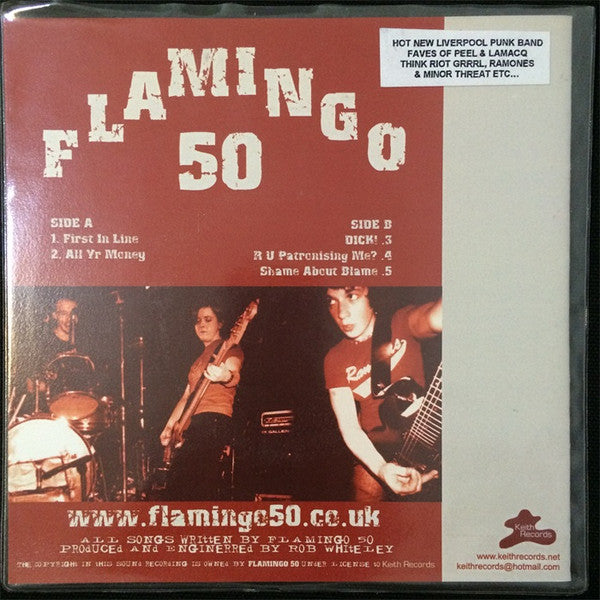 HOT NEW LIVERPOOL PUNK BAND
FAVES OF PEEL & LAMACQ
THINK RIOT GRRRL, RAMONES
& MINOR THREAT ETC...
FLAMINGO
50
SIDE A
1. First In Line
2. All Yr Money
SIDE B
DICK! .3
R U Patronising Me? .4
Shame About Blame .5
www.flamingo50.co.uk
ALL SONGS WRITTEN BY FLAMINGO 50
PRODUCED AND ENGINERRED BY ROB WHITELEY
THE COPYRIGHT IN THIS SOUND RECORDING IS OWNED BY FLAMINGO 50 UNDER LICENSE TO Keith Records
Keith
Records
www.keithrecords.net
keithrecords@hotmail.com